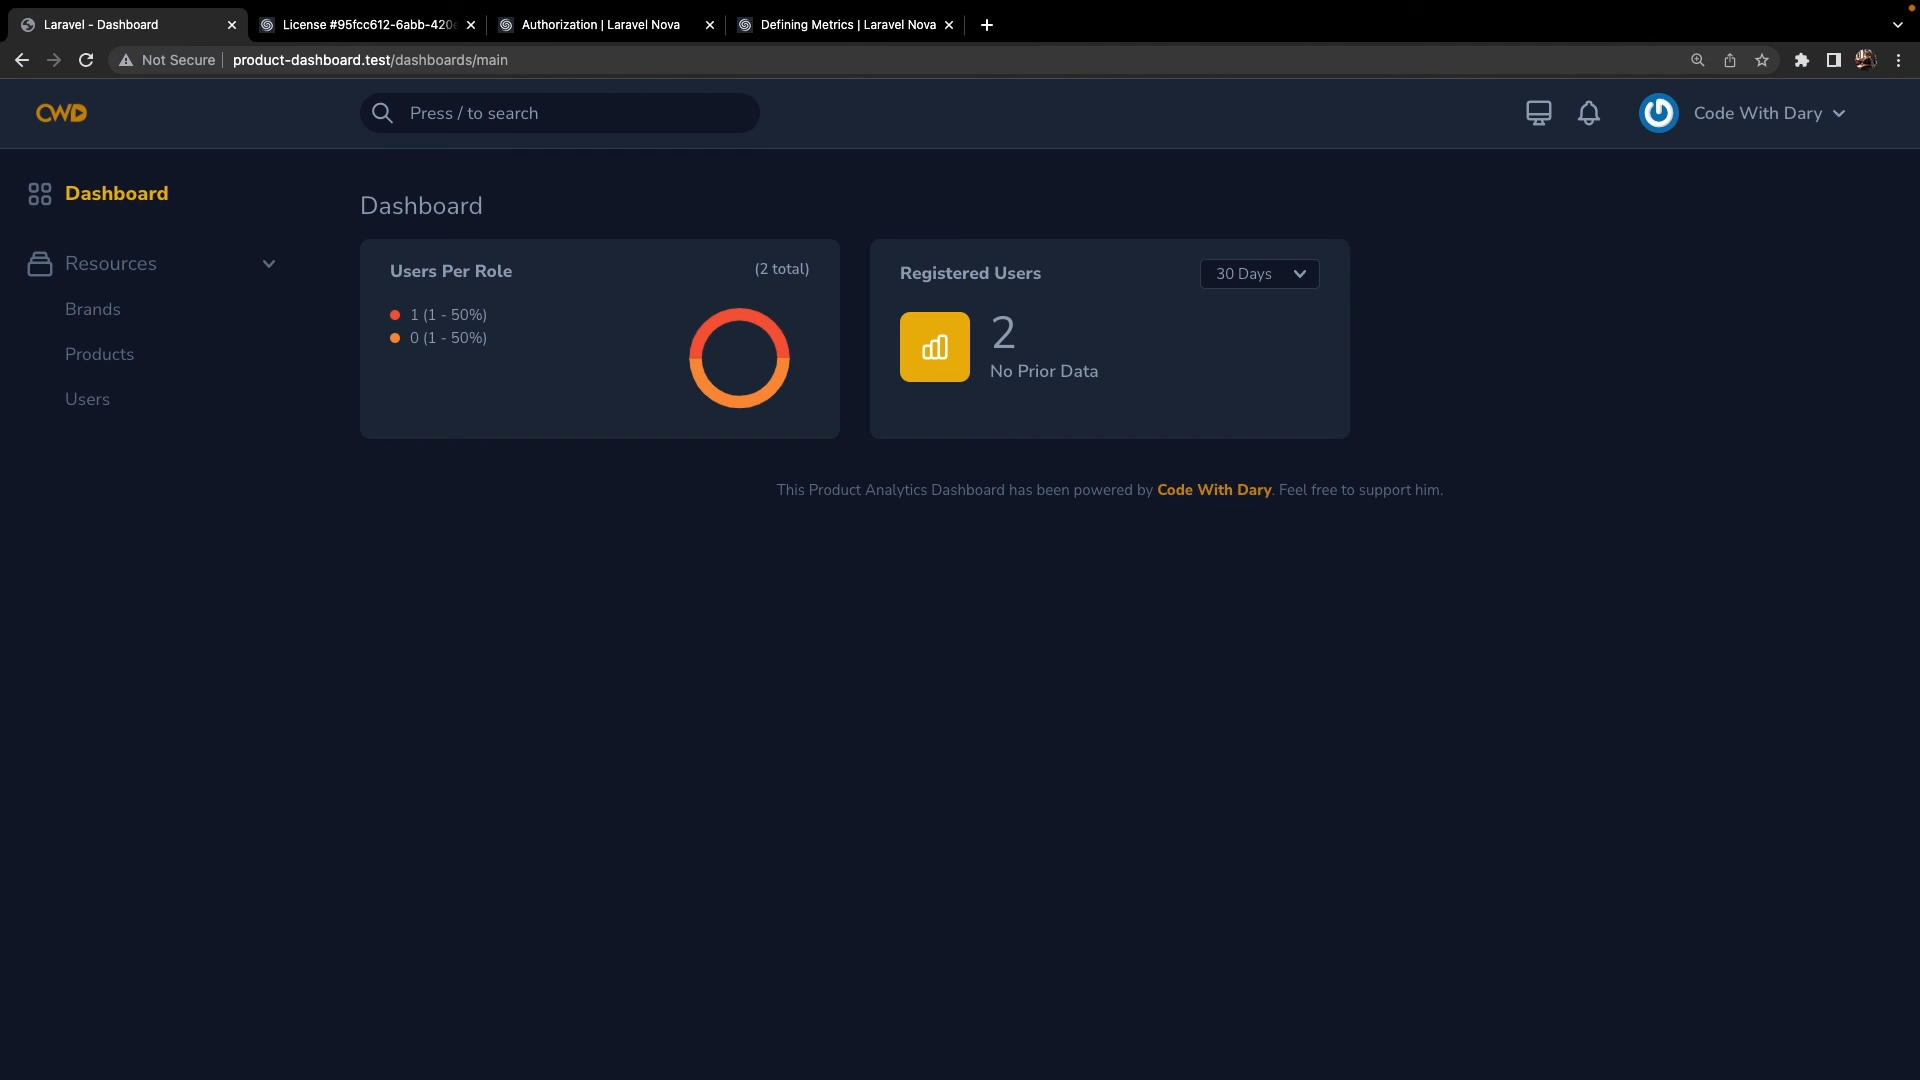 Laravel - Dashboard
License #95fcc612-6abb-420
Authorization | Laravel Nova
Defining Metrics | Laravel Nova
Not Secure
product-dashboard.test/dashboards/main
CWD
Press / to search
Code With Dary
Dashboard
Resources
Brands
Products
Users
Dashboard
Users Per Role
(2 total)
1 (1 - 50%)
0 (1 - 50%)
Registered Users
30 Days
2
No Prior Data
This Product Analytics Dashboard has been powered by Code With Dary. Feel free to support him.